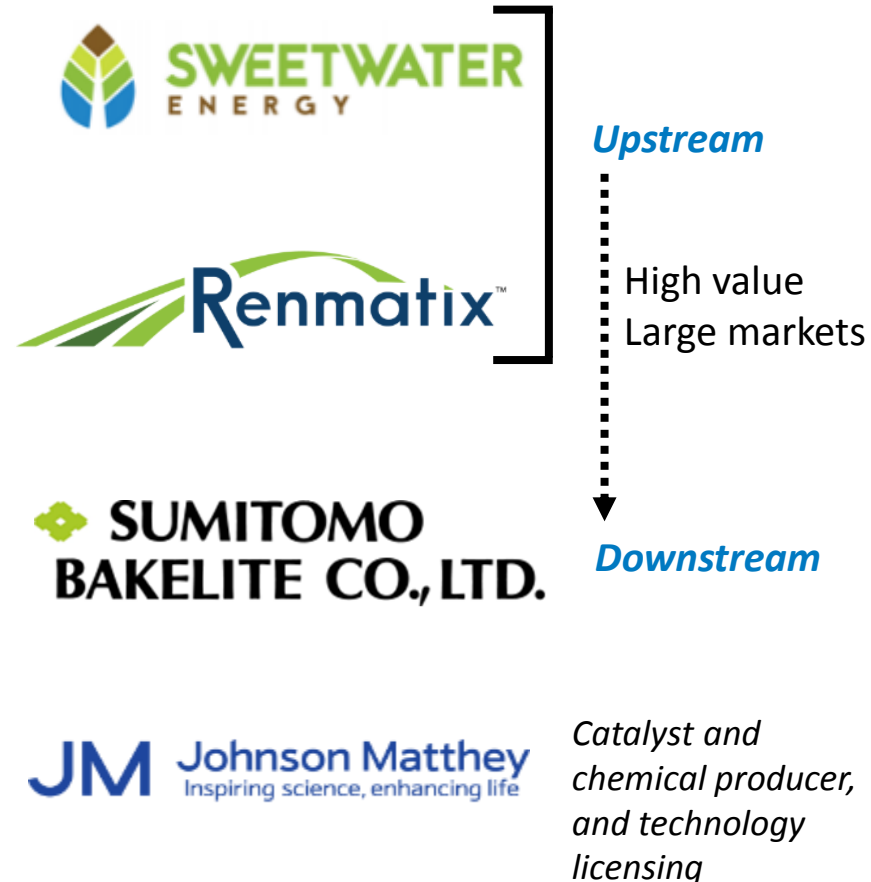 SWEETWATER
ENERGY
Upstream
Renmatix™
High value
Large markets
SUMITOMO
BAKELITE CO., LTD.
Downstream
JM Johnson Matthey
Inspiring science, enhancing life
Catalyst and
chemical producer,
and technology
licensing